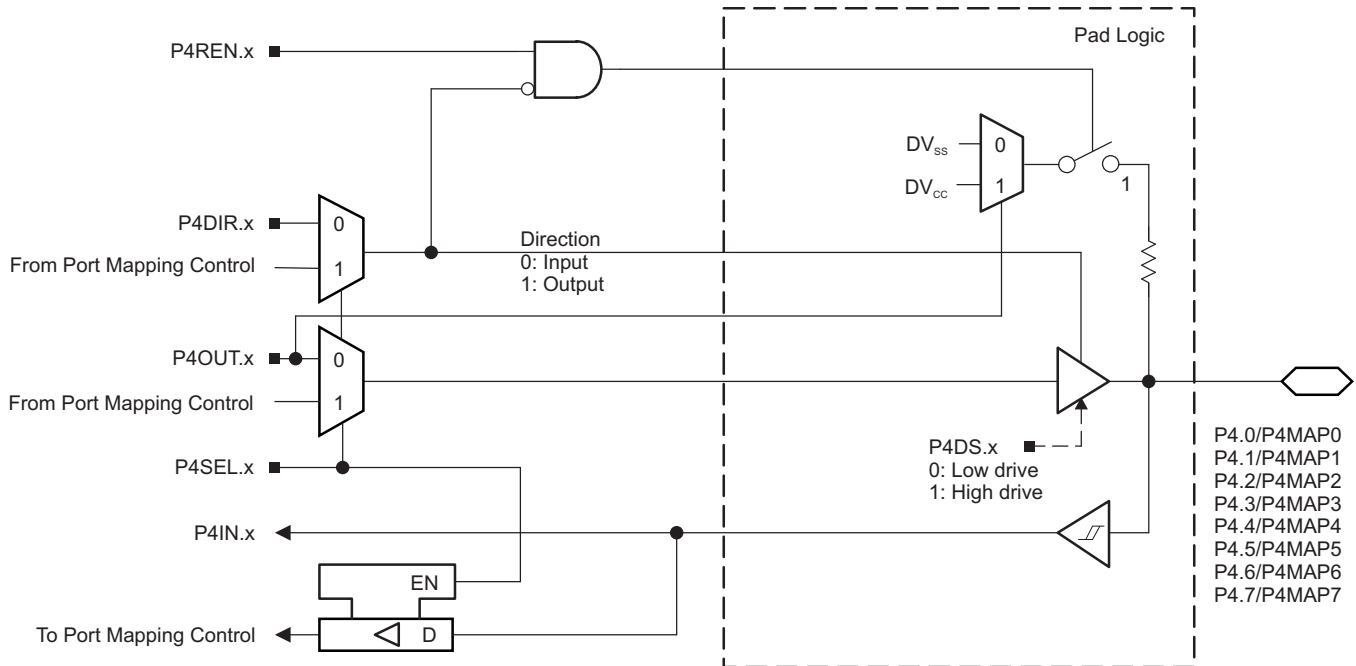 Pad Logic
P4REN.x
DVSS
0
DVCC
1
1
P4DIR.x
0
From Port Mapping Control
1
Direction
0: Input
1: Output
P4OUT.x
0
From Port Mapping Control
1
P4DS.x
0: Low drive
1: High drive
P4SEL.x
P4IN.x
EN
To Port Mapping Control
D
P4.0/P4MAP0
P4.1/P4MAP1
P4.2/P4MAP2
P4.3/P4MAP3
P4.4/P4MAP4
P4.5/P4MAP5
P4.6/P4MAP6
P4.7/P4MAP7